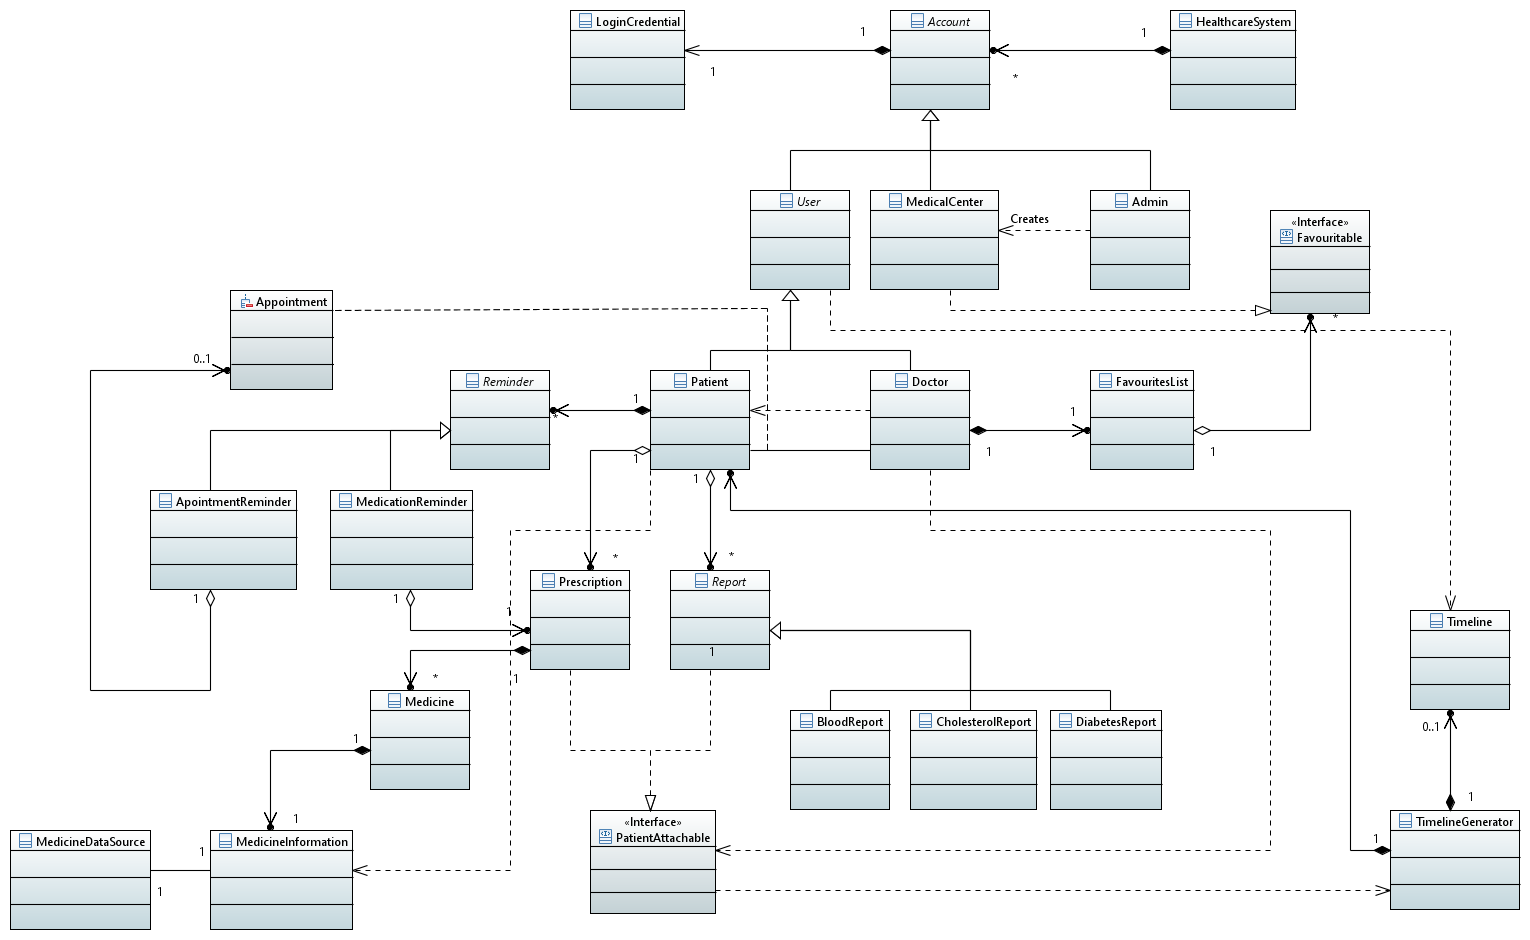 LoginCredential
Account
HealthcareSystem
1
1
1
*
User
MedicalCenter
Admin
Creates
«Interface»
Favouritable
*
Appointment
0..1
Reminder
Patient
Doctor
FavouritesList
1
*
1
1
1
1
1
ApointmentReminder
MedicationReminder
*
*
Prescription
Report
1
1
1
1
1
Timeline
*
Medicine
BloodReport
CholesterolReport
DiabetesReport
0..1
1
1
1
«Interface»
PatientAttachable
TimelineGenerator
MedicineDataSource
MedicineInformation
1
1
1